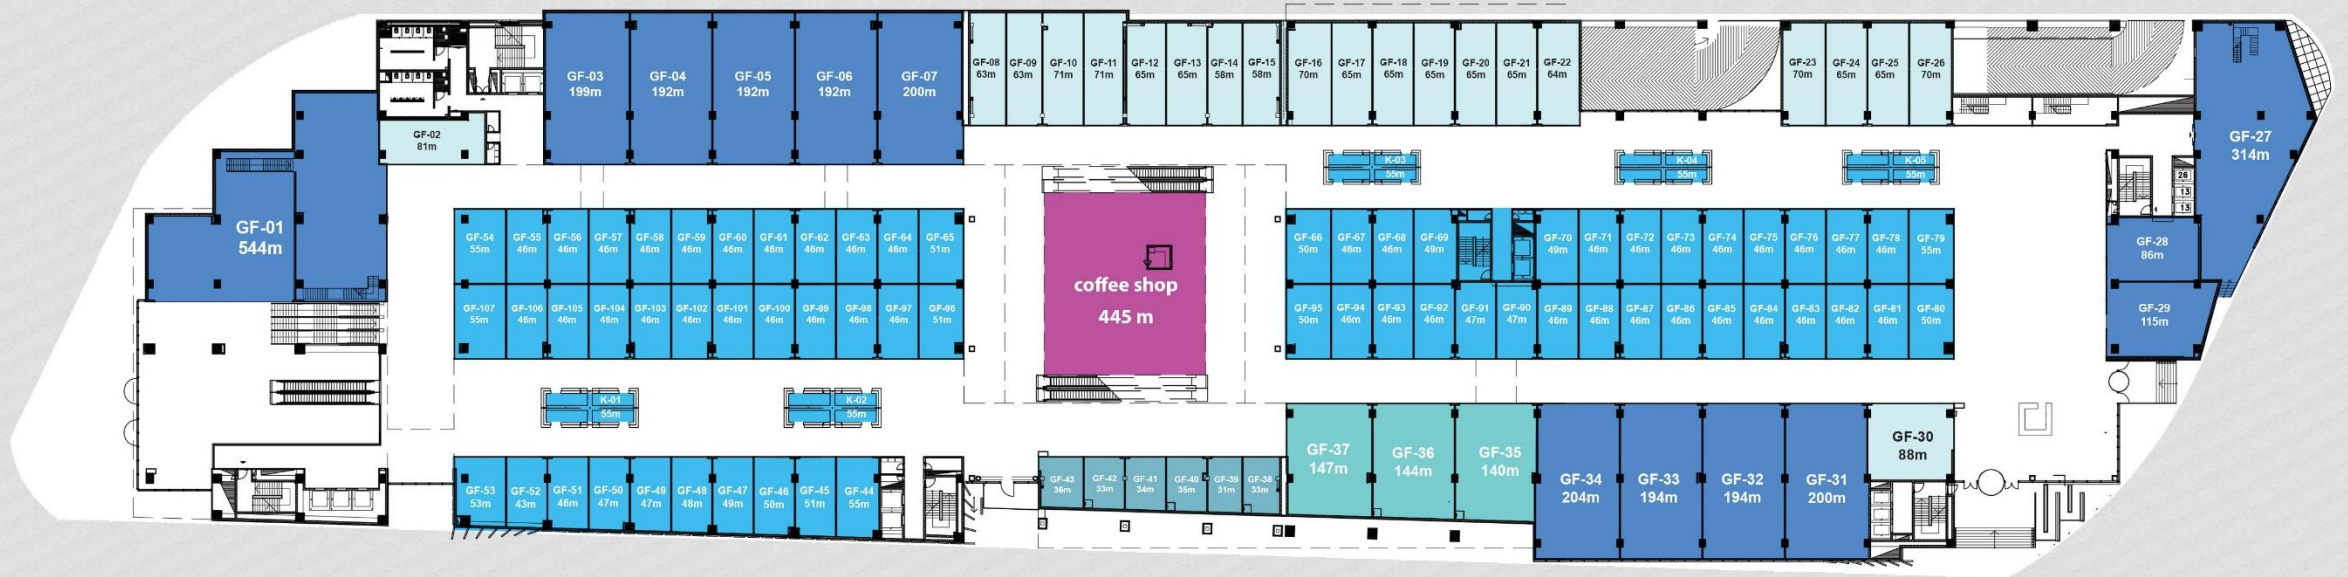 GF-01
544m
GF-02
81m
GF-03
199m
GF-04
192m
GF-05
192m
GF-06
192m
GF-07
200m
GF-08
63m
GF-09
63m
GF-10
71m
GF-11
71m
GF-12
65m
GF-13
65m
GF-14
58m
GF-15
58m
GF-16
70m
GF-17
65m
GF-18
65m
GF-19
65m
GF-20
65m
GF-21
65m
GF-22
64m
GF-23
70m
GF-24
65m
GF-25
65m
GF-26
70m
GF-27
314m
K-03
55m
K-04
55m
K-05
55m
26
13
13
GF-28
86m
GF-29
115m
GF-54
55m
GF-55
46m
GF-56
46m
GF-57
46m
GF-58
46m
GF-59
46m
GF-60
46m
GF-61
46m
GF-62
46m
GF-63
46m
GF-64
46m
GF-65
51m
GF-66
50m
GF-67
46m
GF-68
46m
GF-69
49m
GF-70
49m
GF-71
46m
GF-72
46m
GF-73
46m
GF-74
46m
GF-75
46m
GF-76
46m
GF-77
46m
GF-78
46m
GF-79
55m
coffee shop
445 m
GF-107
55m
GF-106
46m
GF-105
46m
GF-104
46m
GF-103
46m
GF-102
46m
GF-101
46m
GF-100
46m
GF-99
46m
GF-98
46m
GF-97
46m
GF-96
51m
GF-95
50m
GF-94
46m
GF-93
46m
GF-92
46m
GF-91
47m
GF-90
47m
GF-89
46m
GF-88
46m
GF-87
46m
GF-86
46m
GF-85
46m
GF-84
46m
GF-83
46m
GF-82
46m
GF-81
46m
GF-80
50m
K-01
55m
K-02
55m
GF-53
53m
GF-52
43m
GF-51
46m
GF-50
47m
GF-49
47m
GF-48
48m
GF-47
49m
GF-46
50m
GF-45
51m
GF-44
55m
GF-43
36m
GF-42
33m
GF-41
34m
GF-40
35m
GF-39
31m
GF-38
33m
GF-37
147m
GF-36
144m
GF-35
140m
GF-34
204m
GF-33
194m
GF-32
194m
GF-31
200m
GF-30
88m